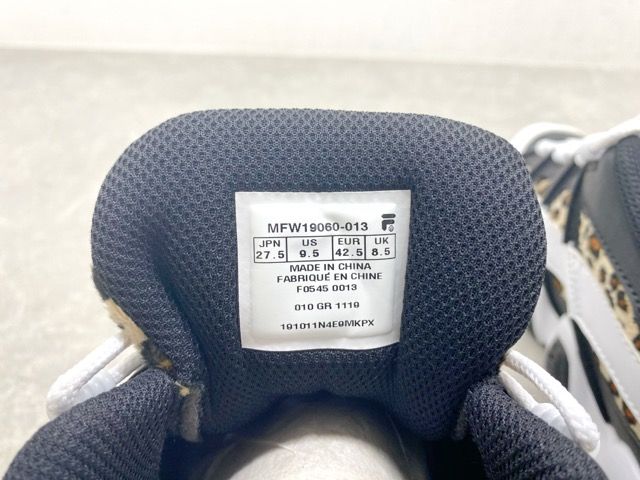 MFW19060-013 F
JPN US EUR UK
27.5 9.5 42.5 8.5
MADE IN CHINA
FABRIQUÉ EN CHINE
F0545 0013
010 GR 1119
191011N4E9MKPX